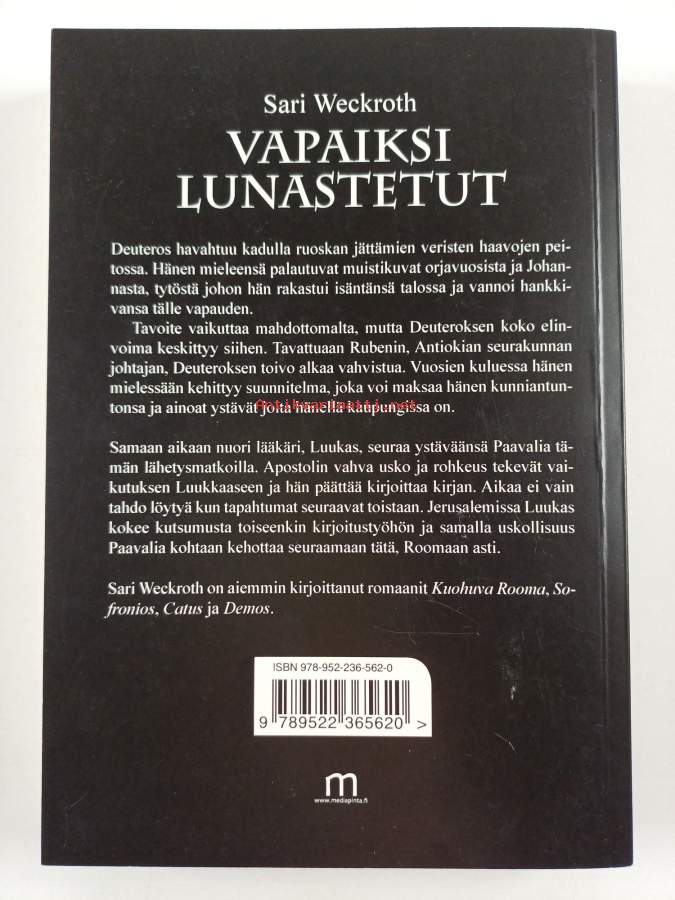 Sari Weckroth
VAPAIKSI
LUNASTETUT
Deuteros havahtuu kadulla ruoskan jättämien veristen haavojen pei-
tossa. Hänen mieleensä palautuvat muistikuvat orjavuosista ja Johan-
nasta, tytöstä johon hän rakastui isäntänsä talossa ja vannoi hankki-
vansa tälle vapauden.
Tavoite vaikuttaa mahdottomalta, mutta Deuteroksen koko elin-
voima keskittyy siihen. Tavattuaan Rubenin, Antiokian seurakunnan
johtajan, Deuteroksen toivo alkaa vahvistua. Vuosien kuluessa hänen
mielessään kehittyy suunnitelma, joka voi maksaa hänen kunniantun-
tonsa ja ainoat ystävät joita hänellä kaupungissa on.
Antikvariaatti.net
Samaan aikaan nuori lääkäri, Luukas, seuraa ystäväänsä Paavalia tä-
män lähetysmatkoilla. Apostolin vahva usko ja rohkeus tekevät vai-
kutuksen Luukkaaseen ja hän päättää kirjoittaa kirjan. Aikaa ei vain
tahdo löytyä kun tapahtumat seuraavat toistaan. Jerusalemissa Luukas
kokee kutsumusta toiseenkin kirjoitustyöhön ja samalla uskollisuus
Paavalia kohtaan kehottaa seuraamaan tätä, Roomaan asti.
Sari Weckroth on aiemmin kirjoittanut romaanit Kuohuva Rooma, So-
fronios, Catus ja Demos.
ISBN 978-952-236-562-0
9 789522 365620 >
m
www.mediapinta.fi